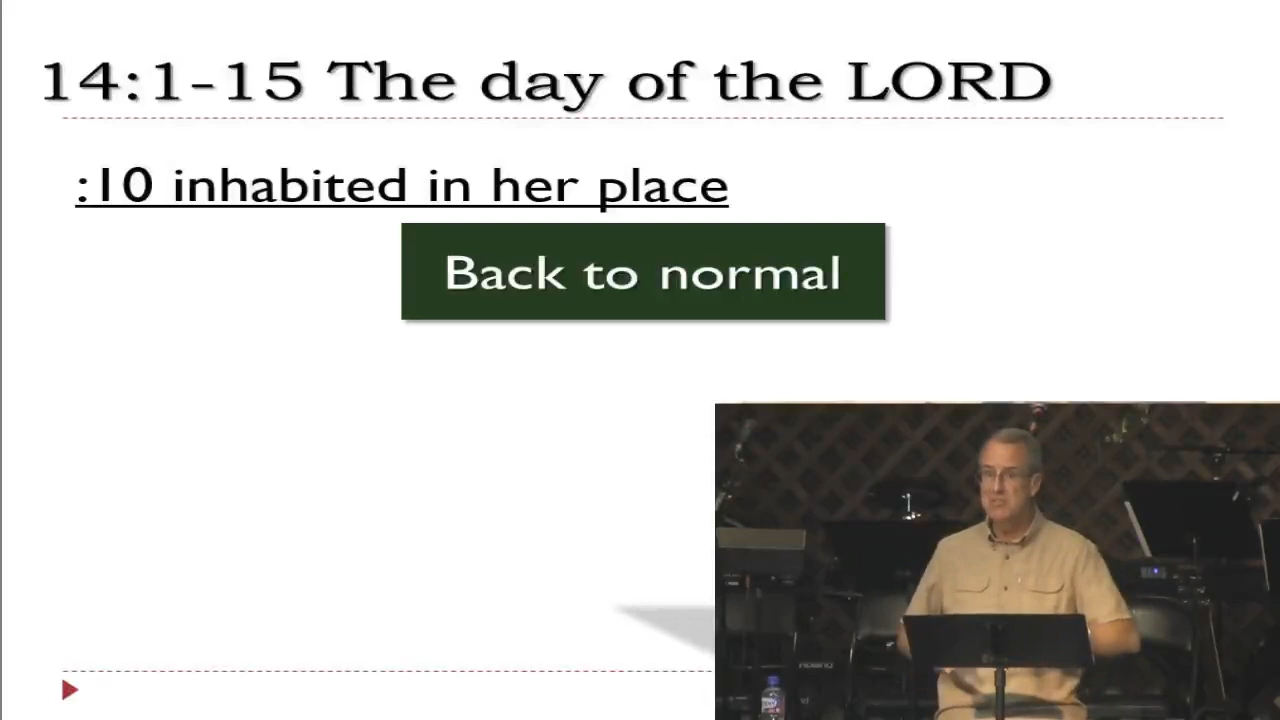 14:1-15 The day of the LORD
:10 inhabited in her place
Back to normal